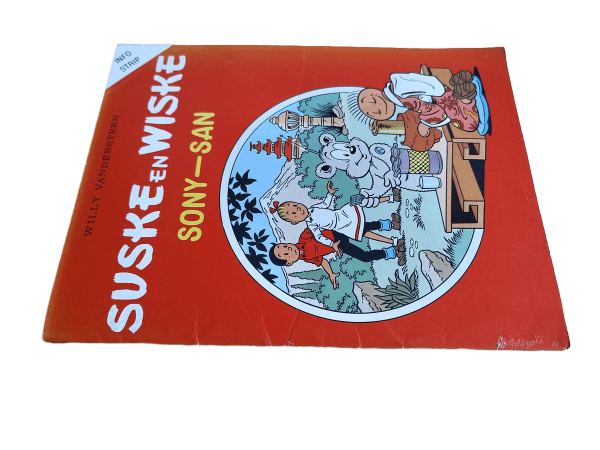 INFO
STRIP
WILLY VANDERSTEEN
SUSKE EN WISKE
SONY-SAN